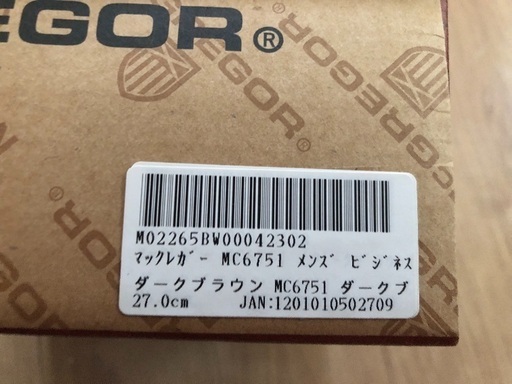 EGOR®
McGREGOR
M02265BW00042302
ﾏｯｸﾚｶﾞｰ MC6751 ﾒﾝｽﾞ ﾋﾞｼﾞﾈｽ
ダークブラウン MC6751 ダークブ
27.0cm JAN:1201010502709